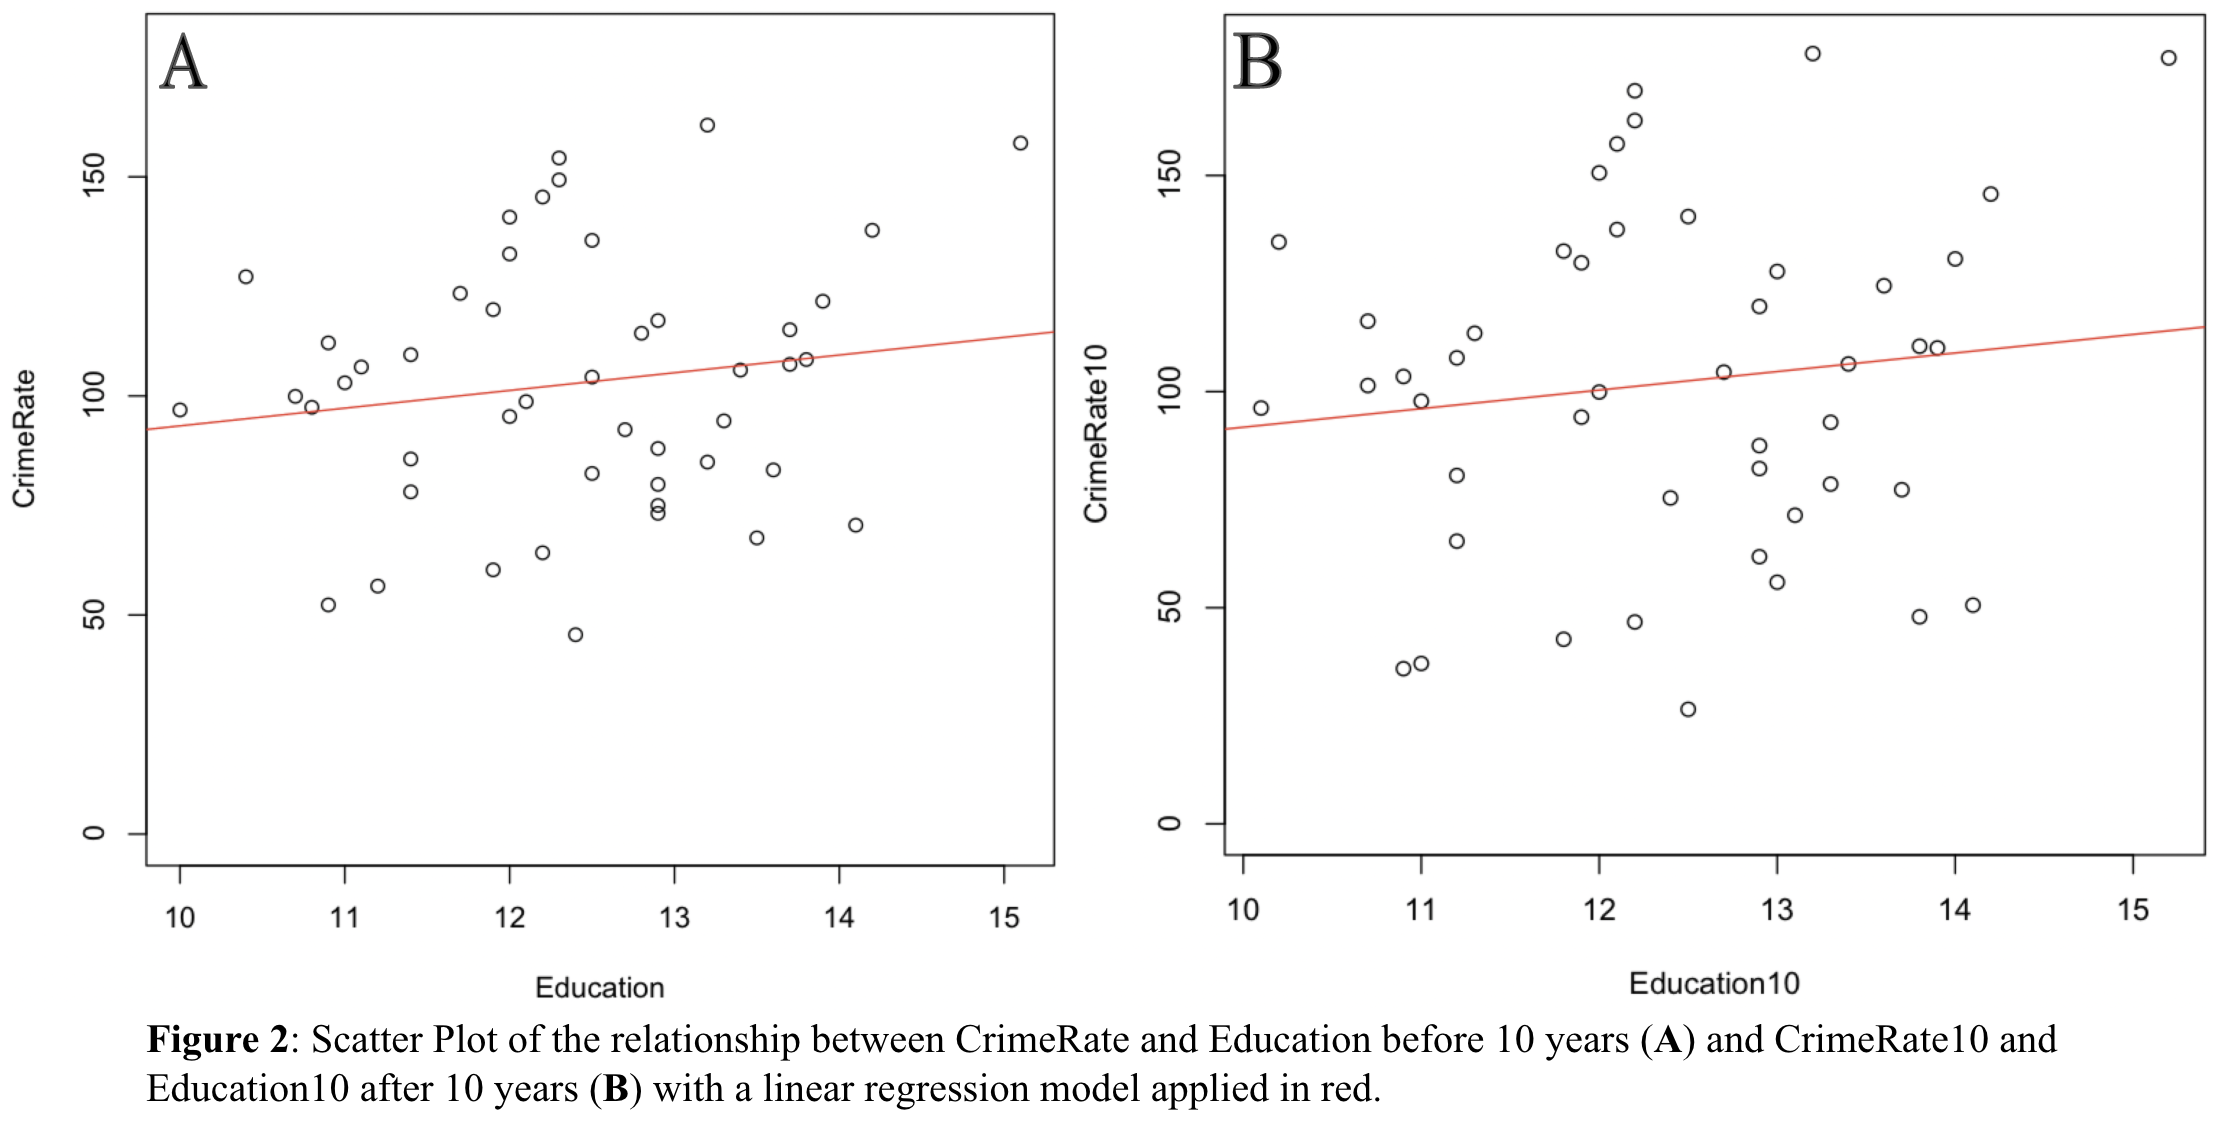 A
CrimeRate
150
100
50
0
10 11 12 13 14 15
Education
B
CrimeRate10
150
100
50
0
10 11 12 13 14 15
Education10
Figure 2: Scatter Plot of the relationship between CrimeRate and Education before 10 years (A) and CrimeRate10 and
Education10 after 10 years (B) with a linear regression model applied in red.